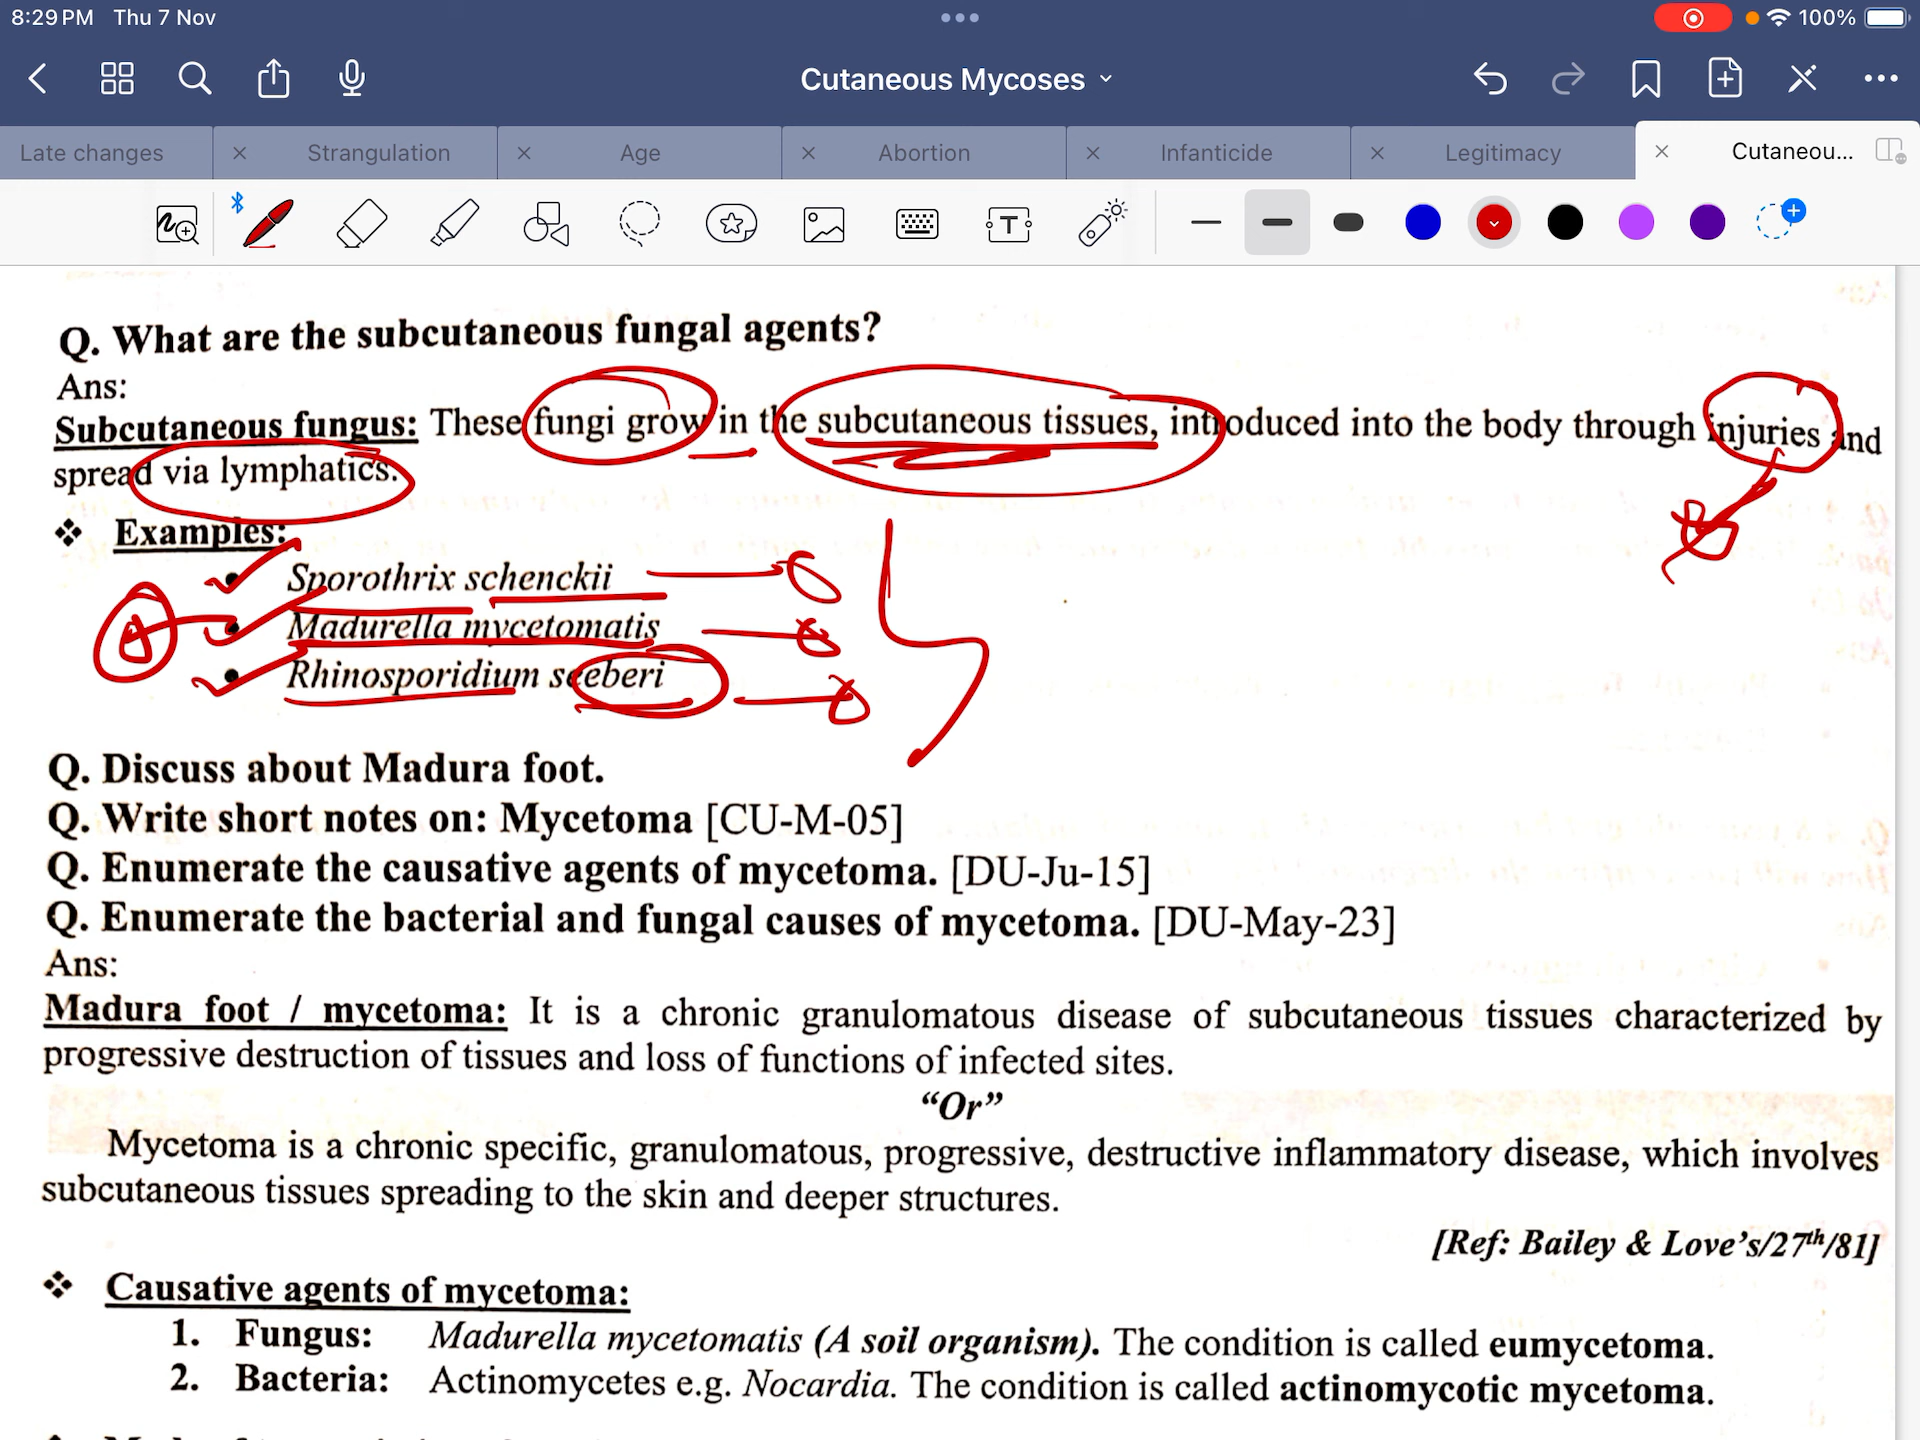 8:29 PM Thu 7 Nov
100%
Cutaneous Mycoses
Late changes
Strangulation
Age
Abortion
Infanticide
Legitimacy
Cutaneou...
T
Q. What are the subcutaneous fungal agents?
Ans:
Subcutaneous fungus: These fungi grow in the subcutaneous tissues, introduced into the body through injuries and
spread via lymphatics.
❖ Examples:
• Sporothrix schenckii
• Madurella mycetomatis
• Rhinosporidium seeberi
Q. Discuss about Madura foot.
Q. Write short notes on: Mycetoma [CU-M-05]
Q. Enumerate the causative agents of mycetoma. [DU-Ju-15]
Q. Enumerate the bacterial and fungal causes of mycetoma. [DU-May-23]
Ans:
Madura foot / mycetoma: It is a chronic granulomatous disease of subcutaneous tissues characterized by
progressive destruction of tissues and loss of functions of infected sites.
“Or”
Mycetoma is a chronic specific, granulomatous, progressive, destructive inflammatory disease, which involves
subcutaneous tissues spreading to the skin and deeper structures.
[Ref: Bailey & Love’s/27th/81]
❖ Causative agents of mycetoma:
1. Fungus: Madurella mycetomatis (A soil organism). The condition is called eumycetoma.
2. Bacteria: Actinomycetes e.g. Nocardia. The condition is called actinomycotic mycetoma.